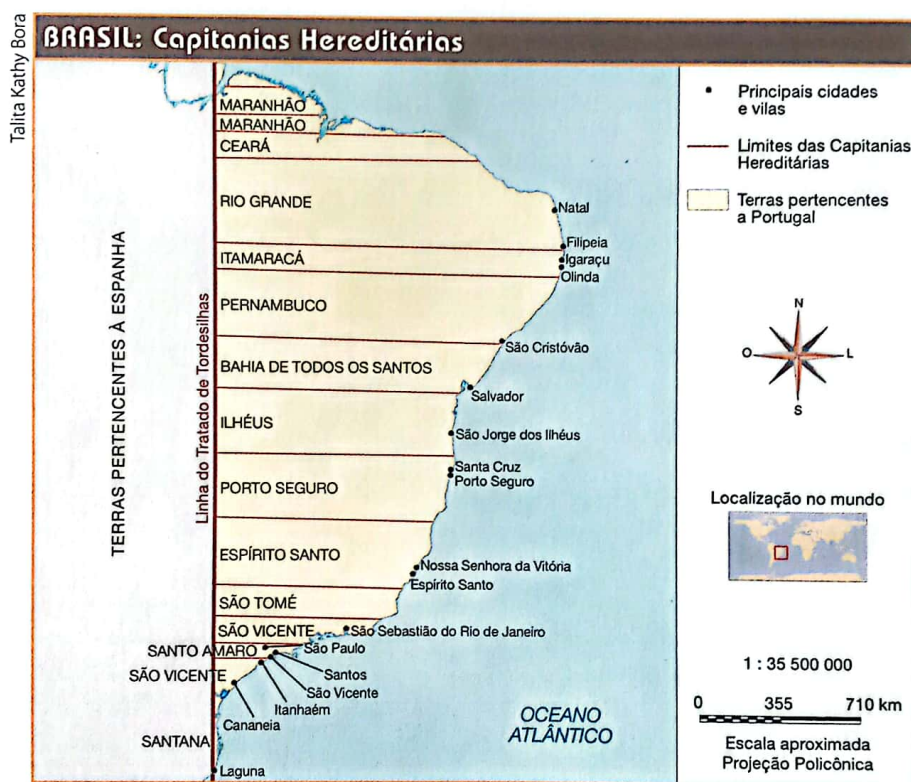 Talita Kathy Bora
BRASIL: Capitanias Hereditárias
MARANHÃO
MARANHÃO
CEARÁ
RIO GRANDE
ITAMARACÁ
PERNAMBUCO
BAHIA DE TODOS OS SANTOS
ILHÉUS
PORTO SEGURO
ESPÍRITO SANTO
SÃO TOMÉ
SÃO VICENTE
SANTO AMARO
SÃO VICENTE
SANTANA
TERRAS PERTENCENTES À ESPANHA
Linha do Tratado de Tordesilhas
Natal
Filipeia
Igaraçu
Olinda
São Cristóvão
Salvador
São Jorge dos Ilhéus
Santa Cruz
Porto Seguro
Nossa Senhora da Vitória
Espírito Santo
São Sebastião do Rio de Janeiro
São Paulo
Santos
São Vicente
Itanhaém
Cananeia
Laguna
OCEANO
ATLÂNTICO
Principais cidades
e vilas
Limites das Capitanias
Hereditárias
Terras pertencentes
a Portugal
N
O
L
S
Localização no mundo
1 : 35 500 000
0 355 710 km
Escala aproximada
Projeção Policônica